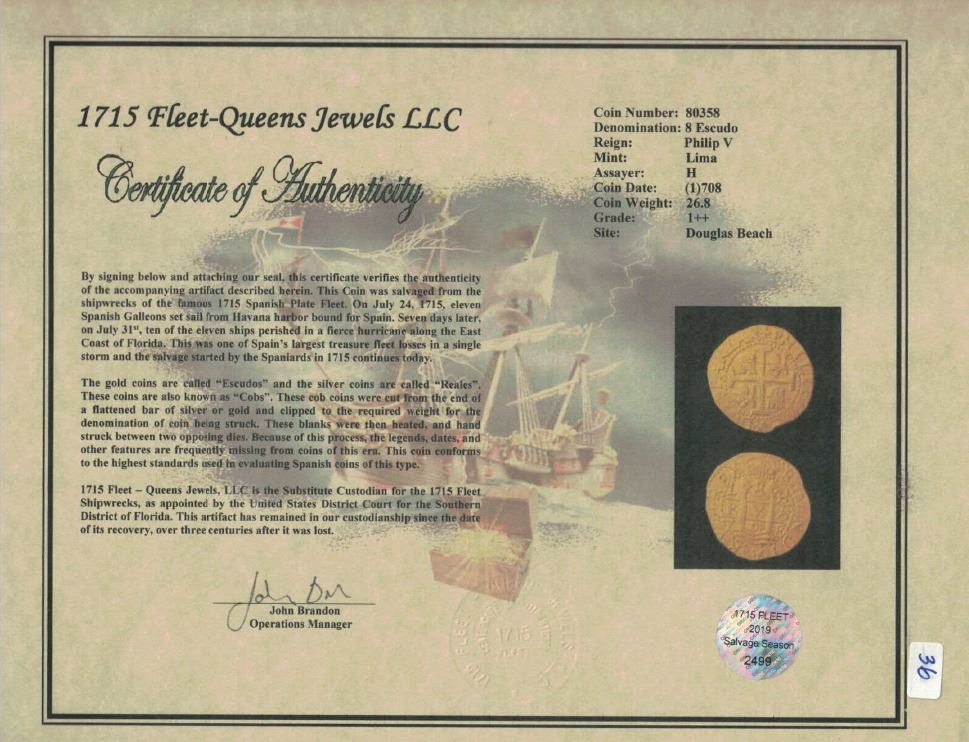 1715 Fleet-Queens Jewels LLC
Certificate of Authenticity
Coin Number: 80358
Denomination: 8 Escudo
Reign: Philip V
Mint: Lima
Assayer: H
Coin Date: (1)708
Coin Weight: 26.8
Grade: 1++
Site: Douglas Beach
By signing below and attaching our seal, this certificate verifies the authenticity
of the accompanying artifact described herein. This Coin was salvaged from the
shipwrecks of the famous 1715 Spanish Plate Fleet. On July 24, 1715, eleven
Spanish Galleons set sail from Havana harbor bound for Spain. Seven days later,
on July 31st, ten of the eleven ships perished in a fierce hurricane along the East
Coast of Florida. This was one of Spain's largest treasure fleet losses in a single
storm and the salvage started by the Spaniards in 1715 continues today.
The gold coins are called "Escudos" and the silver coins are called "Reales".
These coins are also known as "Cobs". These cob coins were cut from the end of
a flattened bar of silver or gold and clipped to the required weight for the
denomination of coin being struck. These blanks were then heated, and hand
struck between two opposing dies. Because of this process, the legends, dates, and
other features are frequently missing from coins of this era. This coin conforms
to the highest standards used in evaluating Spanish coins of this type.
1715 Fleet – Queens Jewels, LLC is the Substitute Custodian for the 1715 Fleet
Shipwrecks, as appointed by the United States District Court for the Southern
District of Florida. This artifact has remained in our custodianship since the date
of its recovery, over three centuries after it was lost.
John Brandon
Operations Manager
1715
1715 FLEET
2019
Salvage Season
2499
36